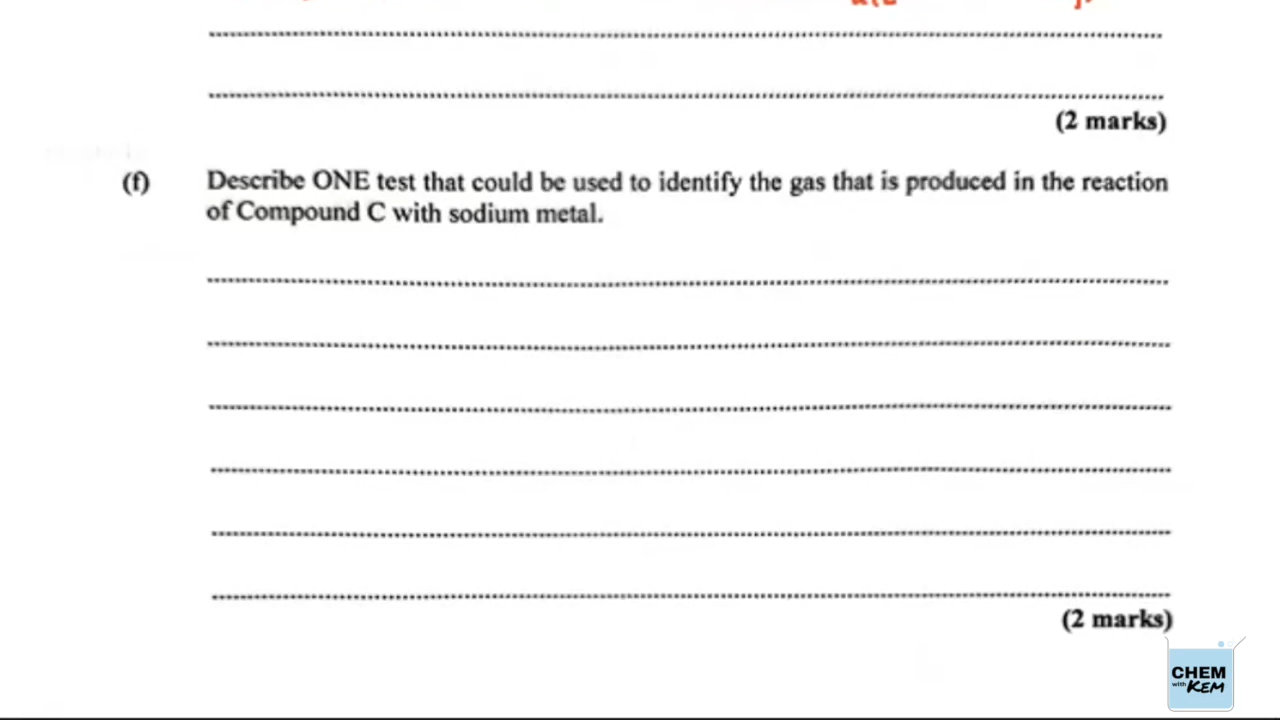 (2 marks)
(f) Describe ONE test that could be used to identify the gas that is produced in the reaction
of Compound C with sodium metal.
(2 marks)
CHEM
with KEM